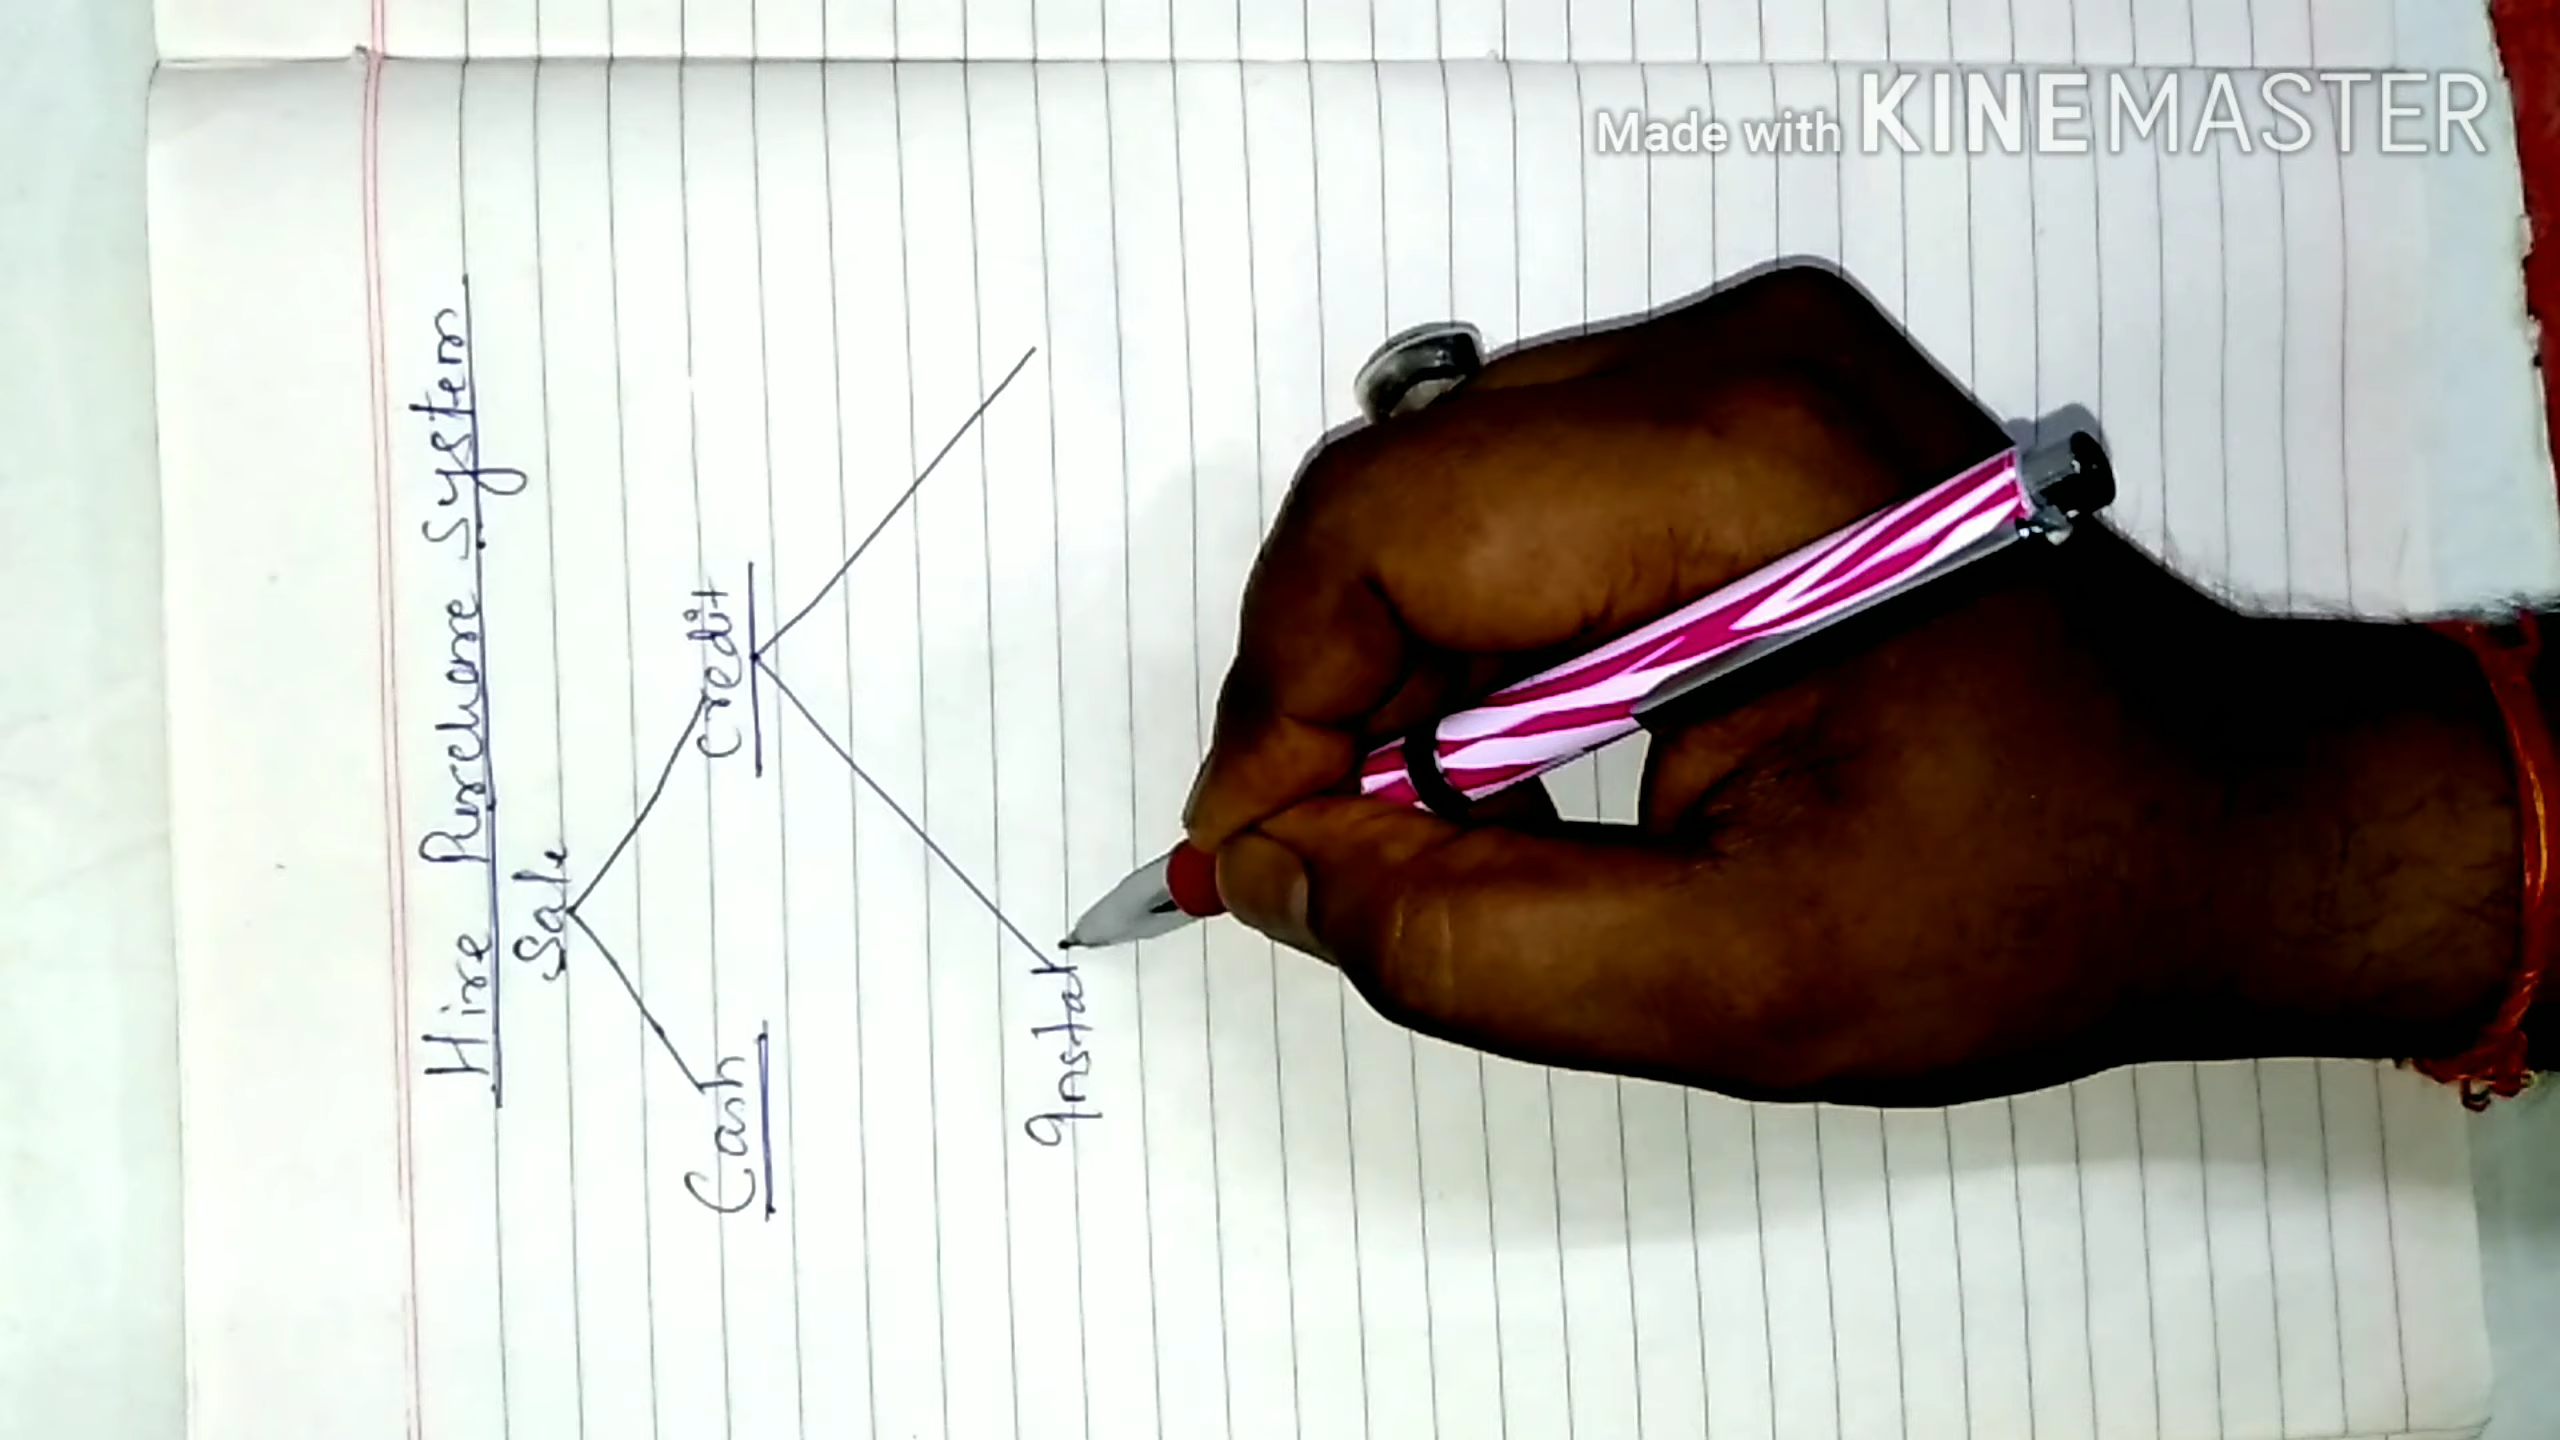 Made with KINEMASTER
Hire Purchase System
Sale
Cash Credit
Instal